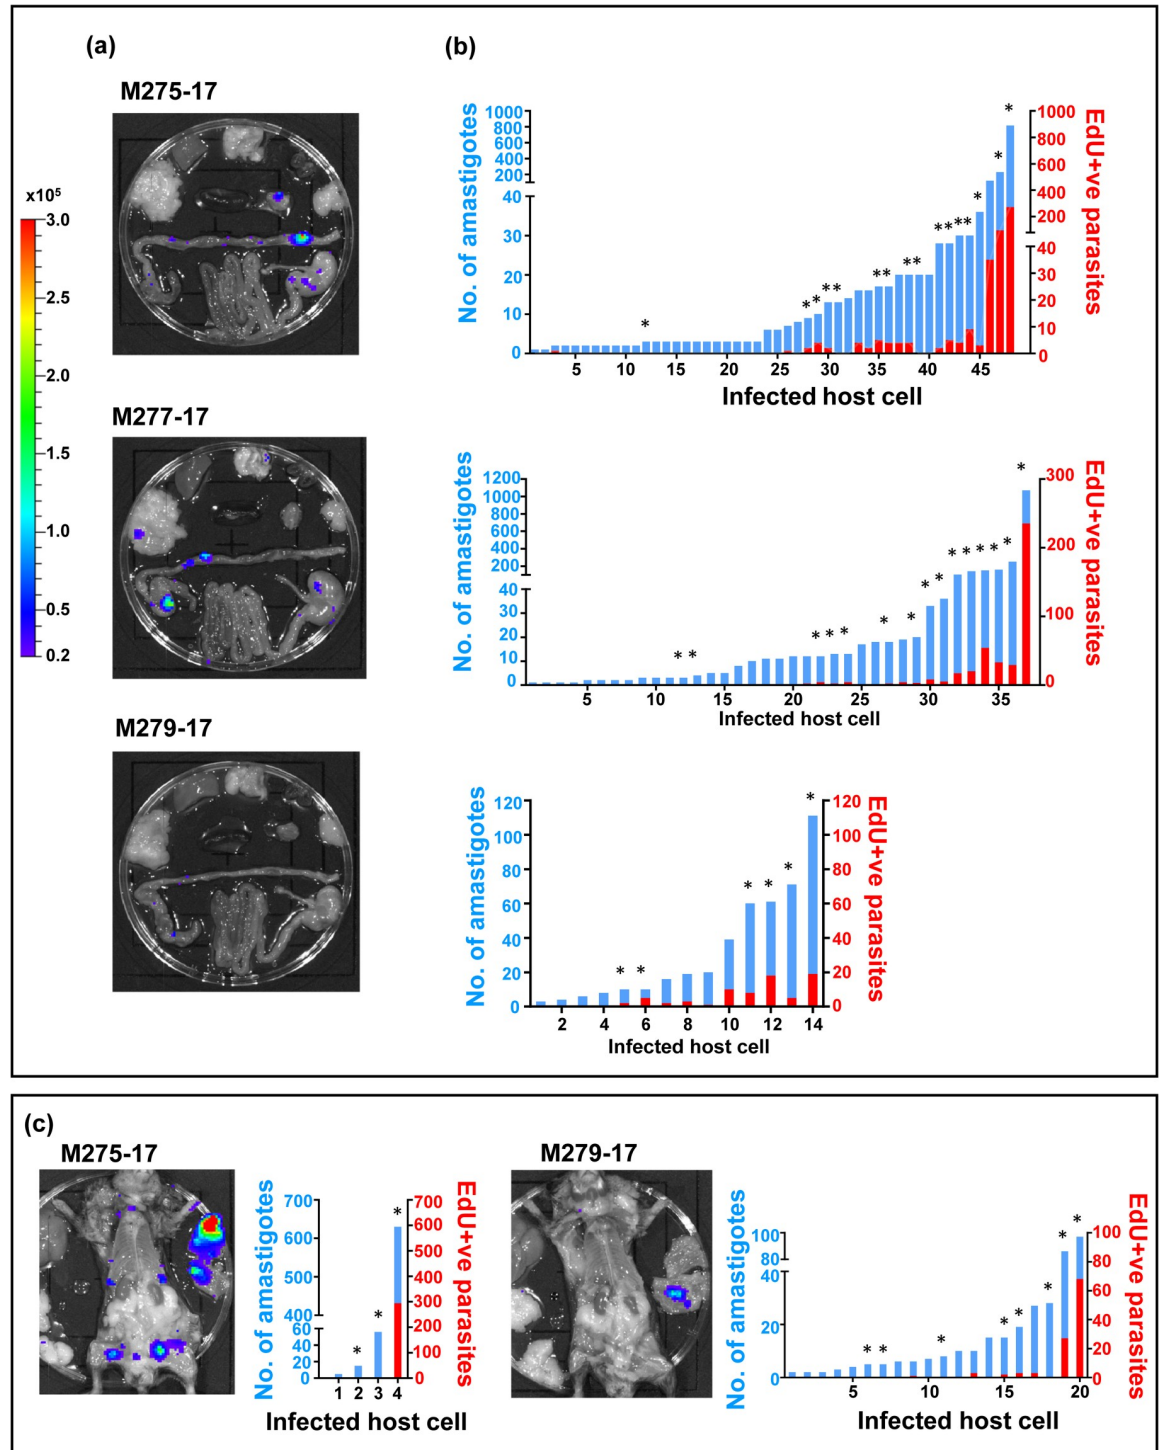 (a)
(b)
M275-17
x10⁵
3.0
2.5
2.0
1.5
1.0
0.5
0.2
No. of amastigotes
1000
800
600
400
200
40
30
20
10
0
* * * * * * * * * * * * * * * *
1000
800
600
400
200
40
30
20
10
0
EdU+ve parasites
5 10 15 20 25 30 35 40 45
Infected host cell
M277-17
No. of amastigotes
1200
1000
800
600
400
200
40
30
20
10
0
* * * * * * * * * * * * * * *
300
200
100
0
EdU+ve parasites
5 10 15 20 25 30 35
Infected host cell
M279-17
No. of amastigotes
120
100
80
60
40
20
0
* * * * * *
120
100
80
60
40
20
0
EdU+ve parasites
2 4 6 8 10 12 14
Infected host cell
(c)
M275-17
No. of amastigotes
700
600
500
400
60
40
20
0
* * *
700
600
500
400
300
200
100
0
EdU+ve parasites
1 2 3 4
Infected host cell
M279-17
No. of amastigotes
100
80
40
20
0
* * * * * * * *
100
80
60
40
20
0
EdU+ve parasites
5 10 15 20
Infected host cell